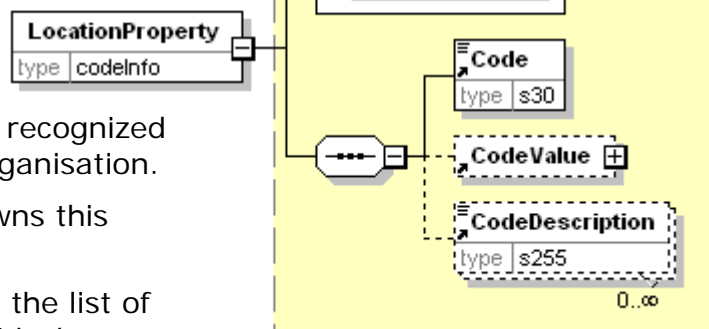 LocationProperty
type codeInfo
recognized
ganisation.
wns this
the list of
Code
type s30
CodeValue
CodeDescription
type s255
0..∞